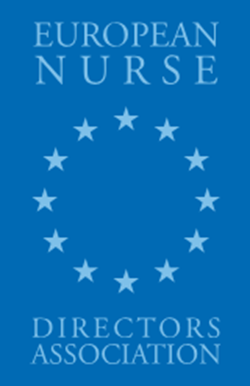 EUROPEAN
NURSE
DIRECTORS
ASSOCIATION